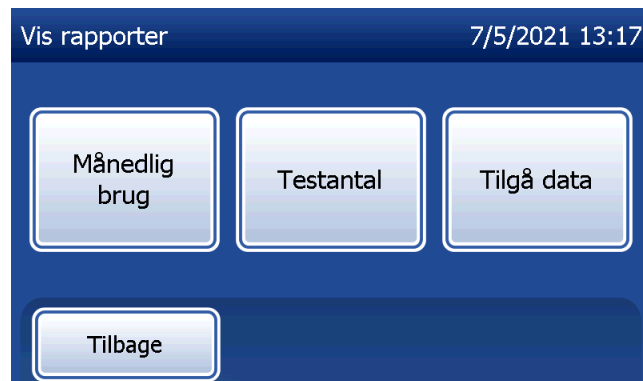 Vis rapporter 7/5/2021 13:17
Månedlig
brug
Testantal
Tilgå data
Tilbage